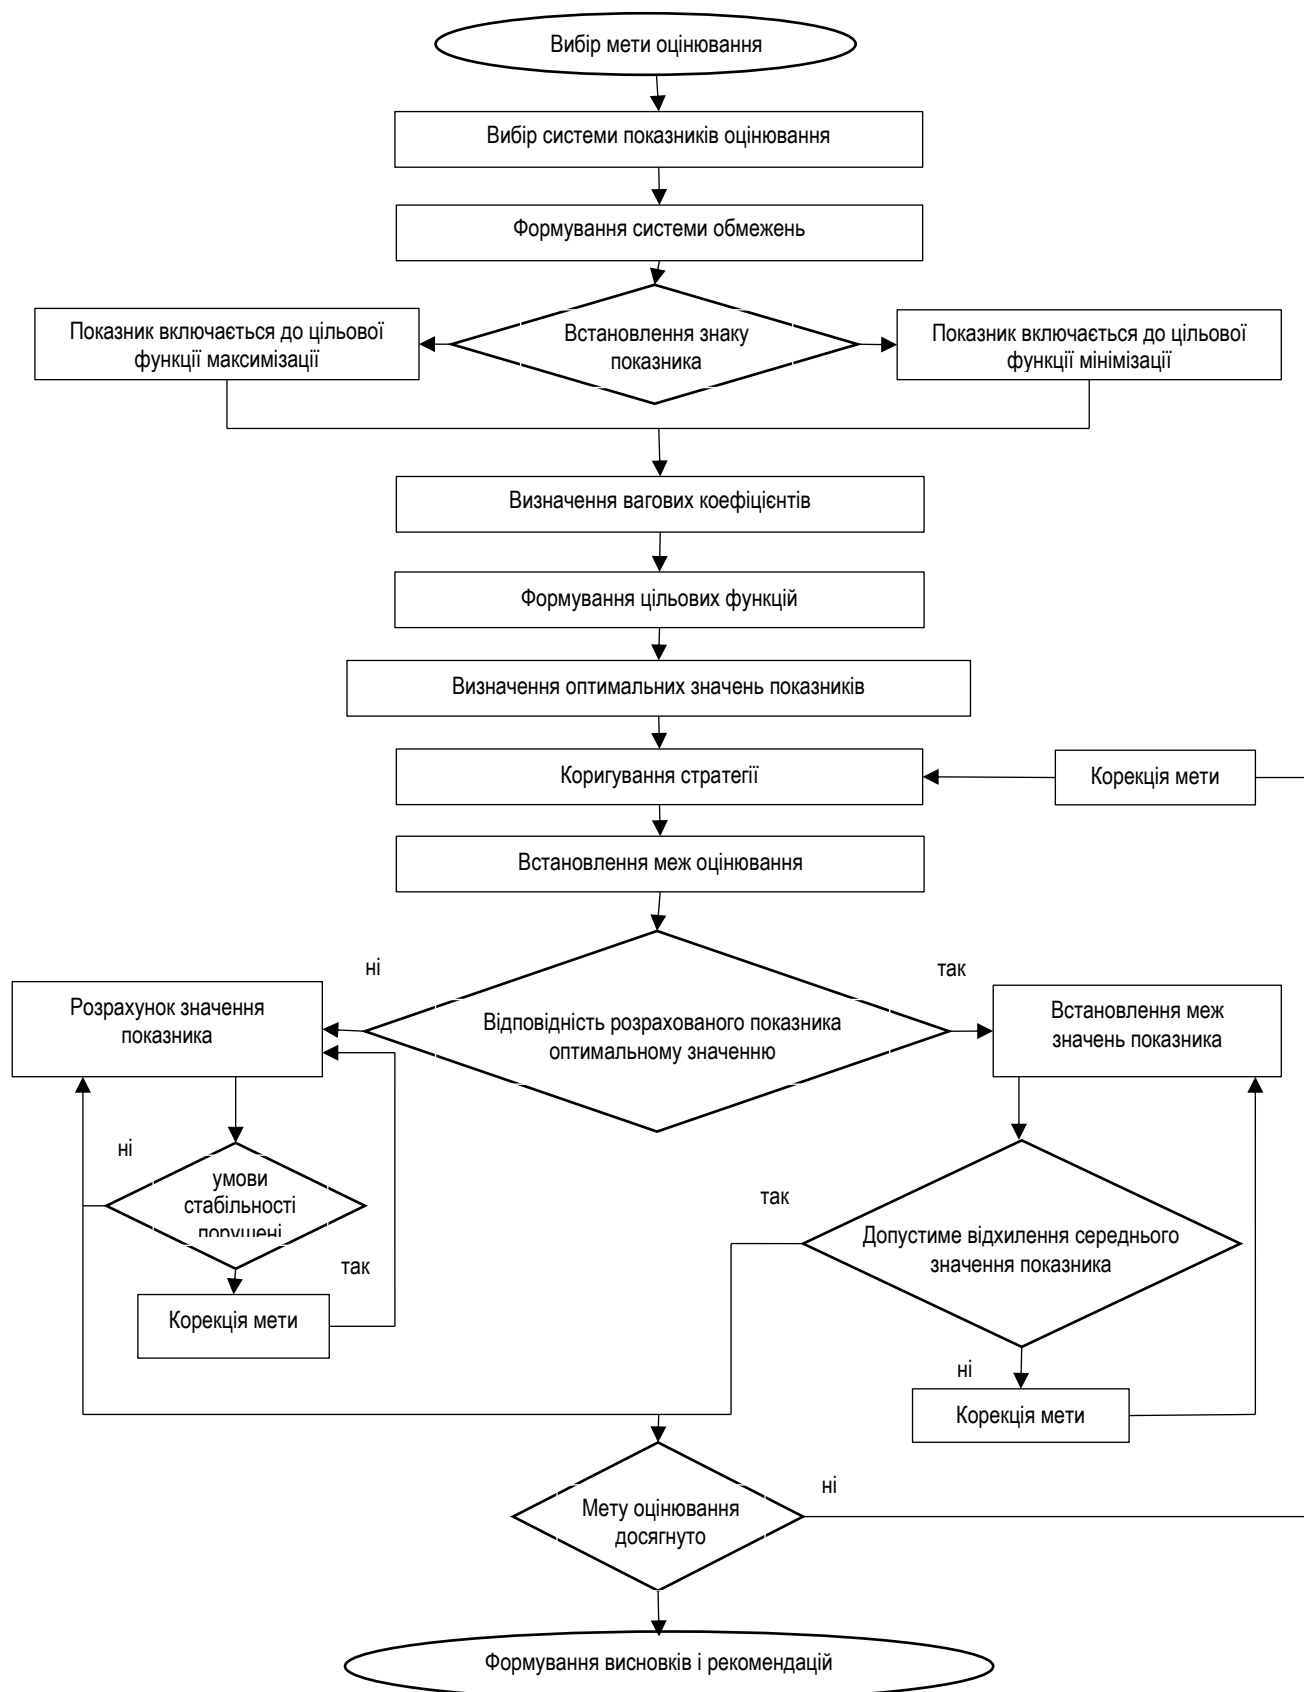 Вибір мети оцінювання
Вибір системи показників оцінювання
Формування системи обмежень
Встановлення знаку
показника
Показник включається до цільової
функції максимізації
Показник включається до цільової
функції мінімізації
Визначення вагових коефіцієнтів
Формування цільових функцій
Визначення оптимальних значень показників
Коригування стратегії
Корекція мети
Встановлення меж оцінювання
ні
так
Відповідність розрахованого показника
оптимальному значенню
Розрахунок значення
показника
Встановлення меж
значень показника
ні
умови
стабільності
порушені
так
Корекція мети
так
Допустиме відхилення середнього
значення показника
ні
Корекція мети
Мету оцінювання
досягнуто
ні
Формування висновків і рекомендацій